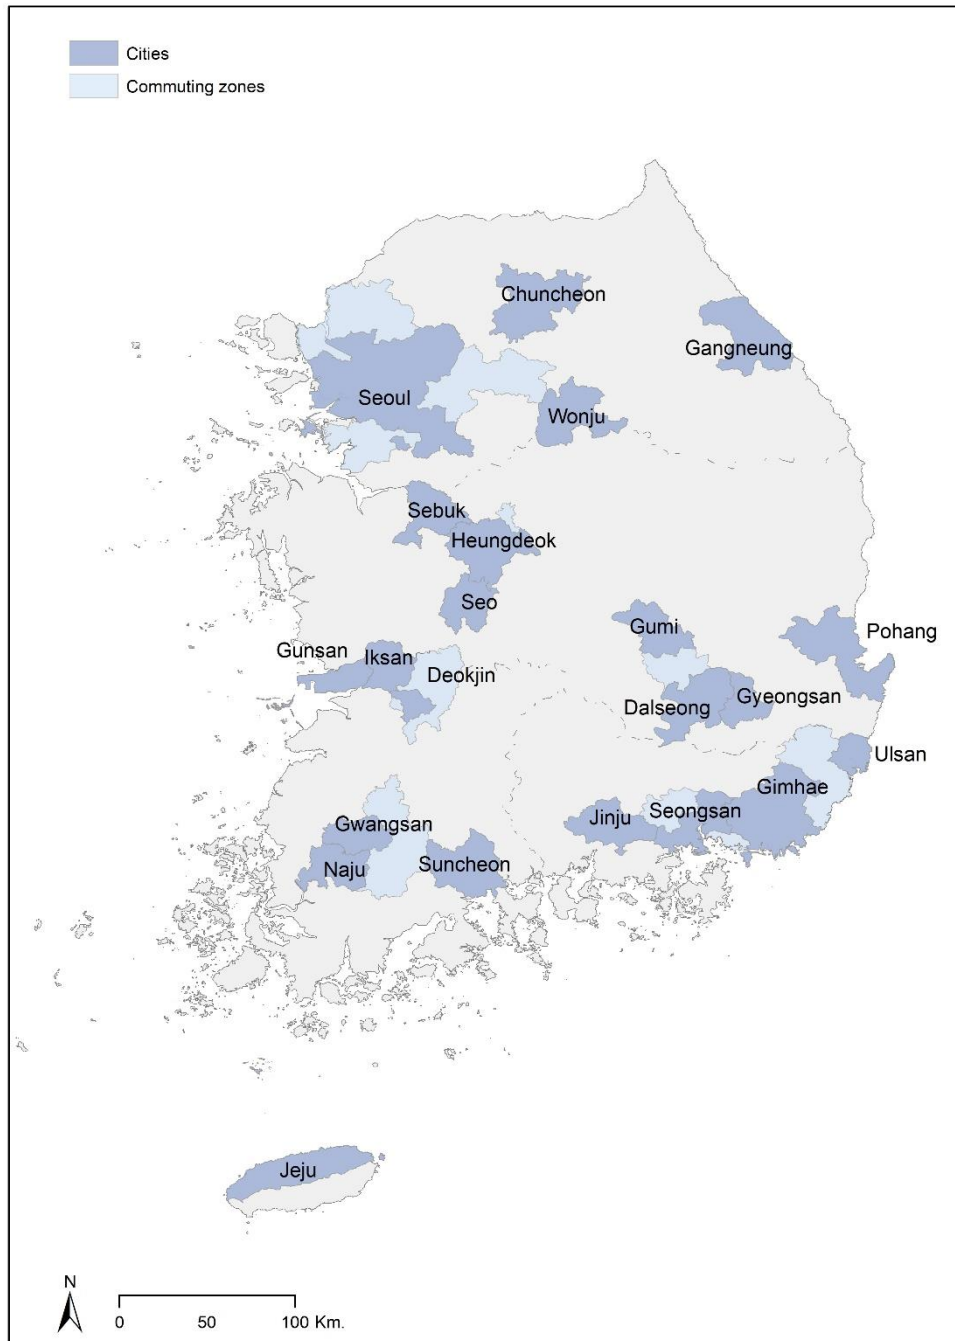 Cities
Commuting zones
Chuncheon
Gangneung
Seoul
Wonju
Sebuk
Heungdeok
Seo
Gumi
Pohang
Gunsan
Iksan
Deokjin
Dalseong
Gyeongsan
Ulsan
Gimhae
Seongsan
Jinju
Gwangsan
Suncheon
Naju
Jeju
N
0 50 100 Km.